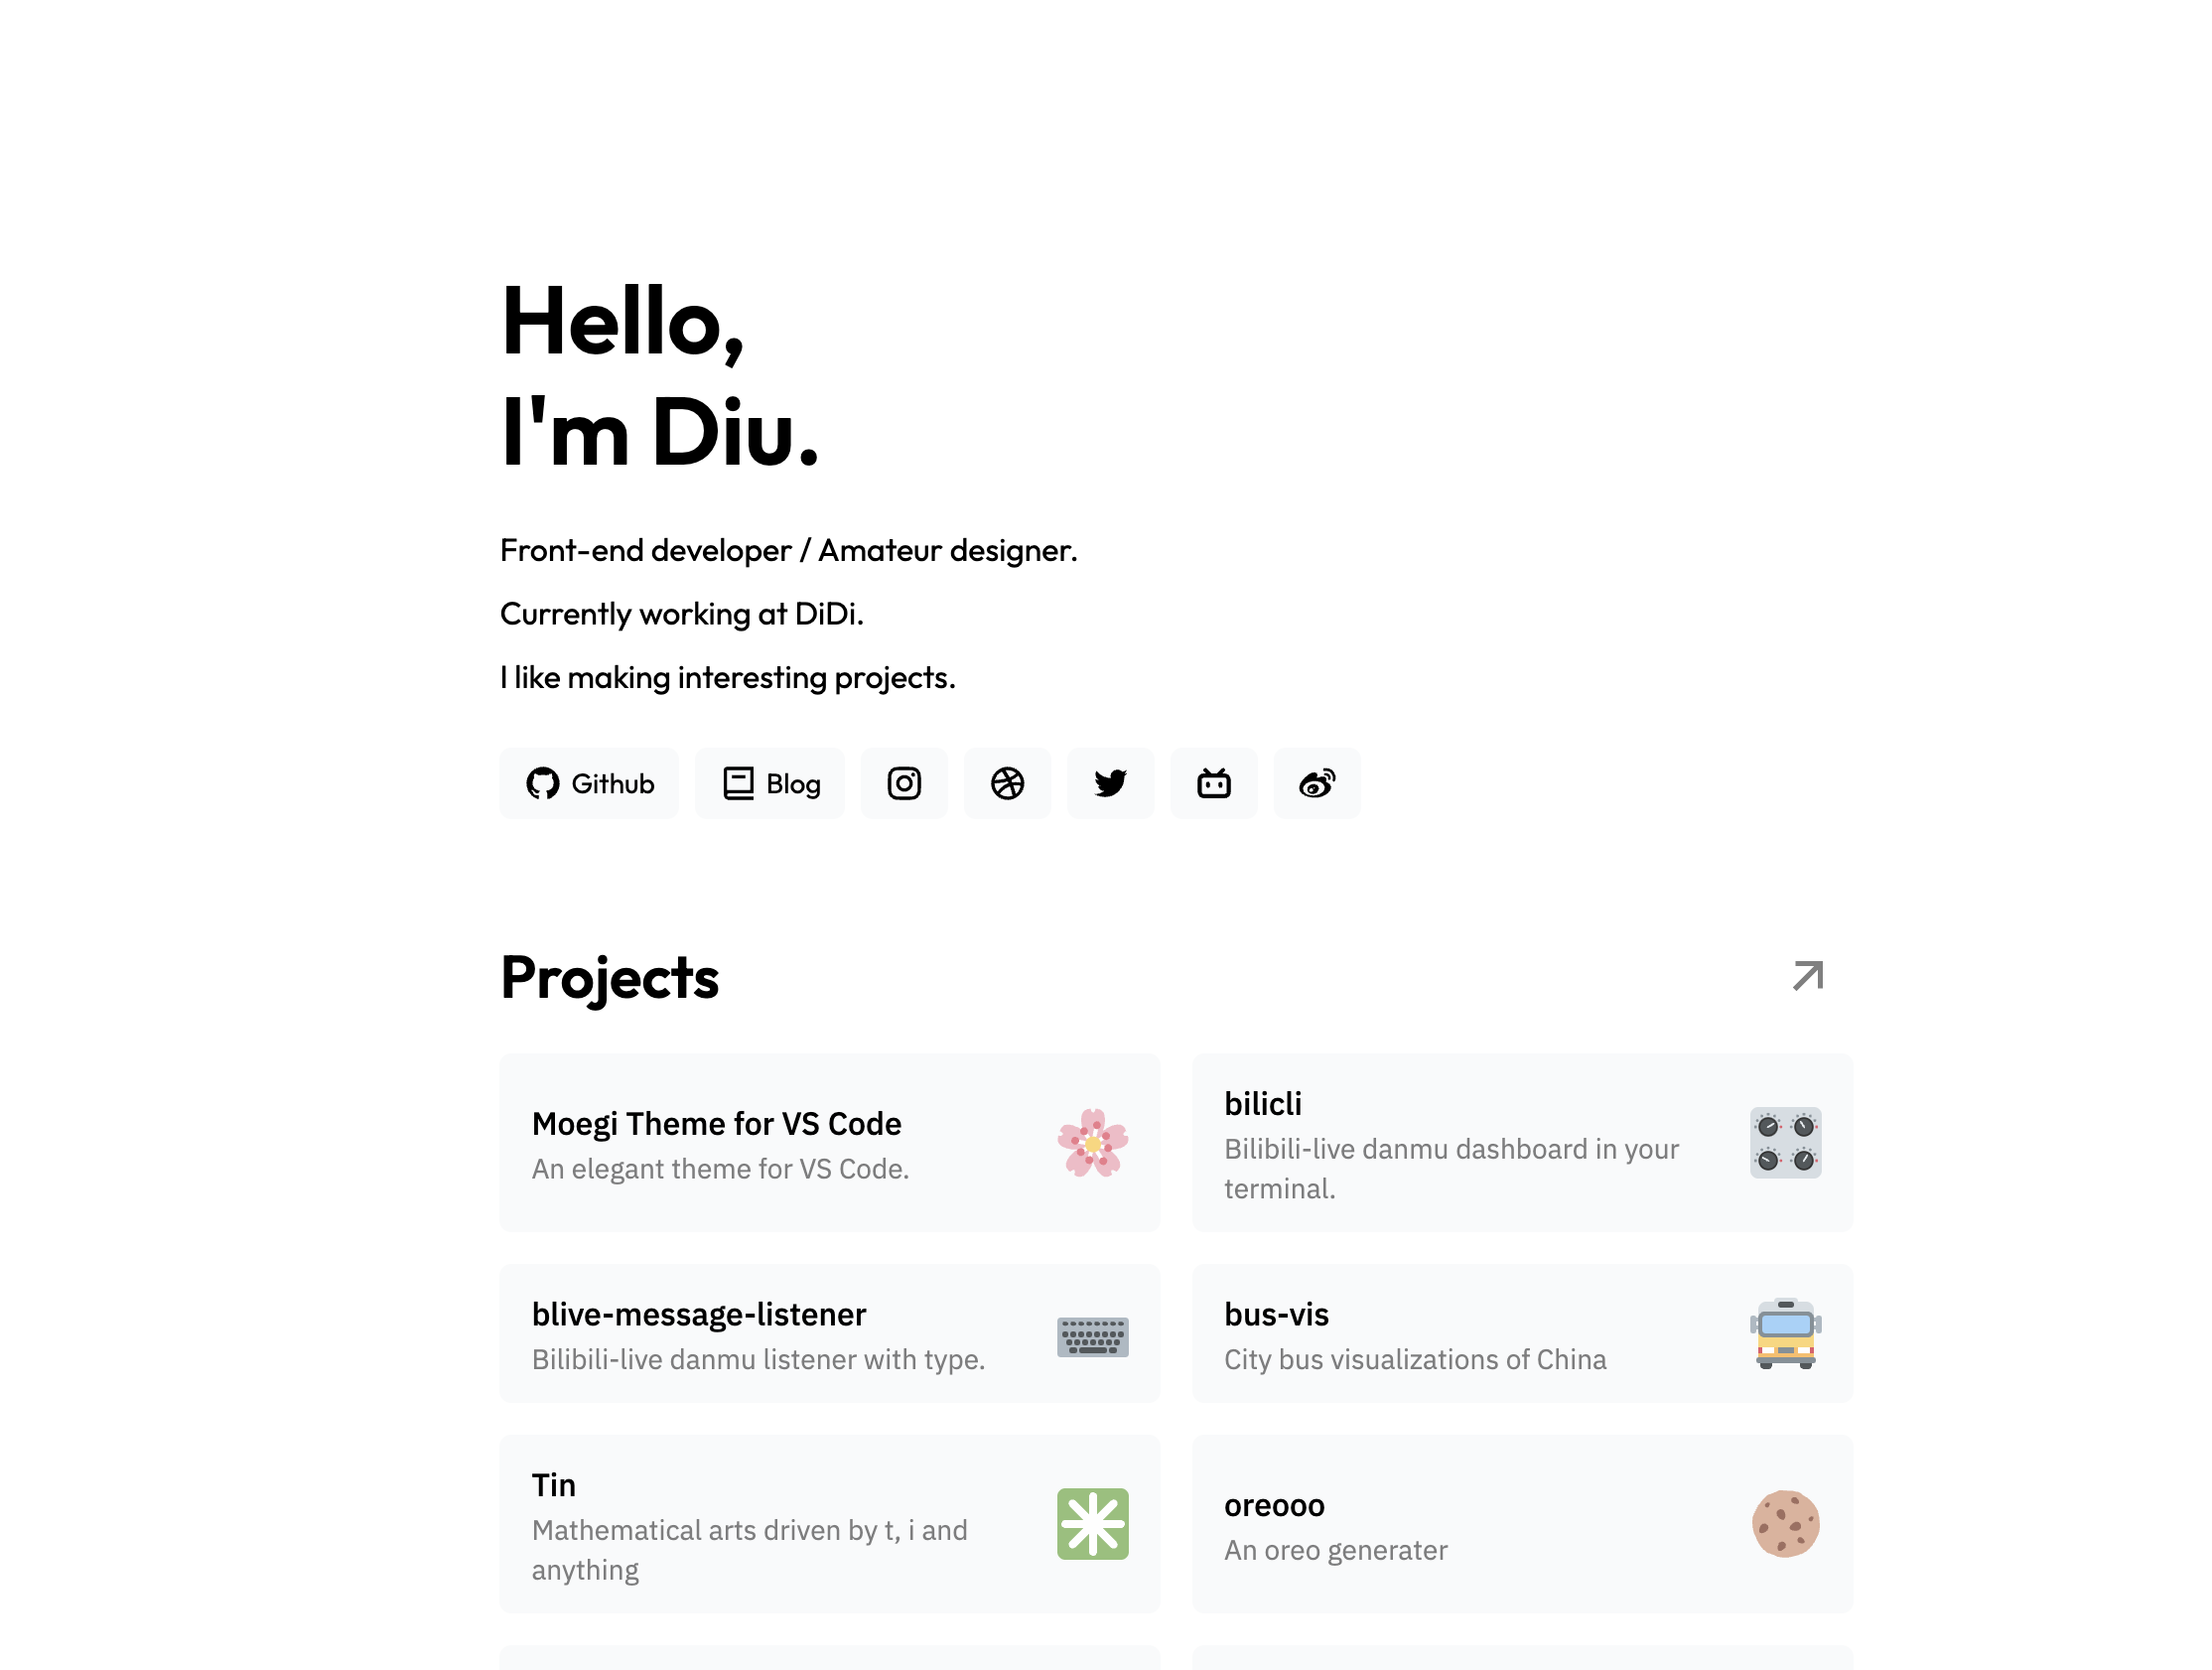 Hello,
I'm Diu.
Front-end developer / Amateur designer.
Currently working at DiDi.
I like making interesting projects.
Github
Blog
Projects
Moegi Theme for VS Code
An elegant theme for VS Code.
bilicli
Bilibili-live danmu dashboard in your
terminal.
blive-message-listener
Bilibili-live danmu listener with type.
bus-vis
City bus visualizations of China
Tin
Mathematical arts driven by t, i and
anything
oreooo
An oreo generater